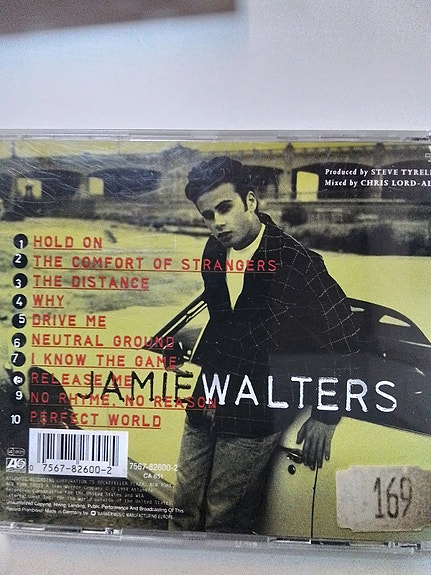 Produced by STEVE TYRELL
Mixed by CHRIS LORD-AL
1 HOLD ON
2 THE COMFORT OF STRANGERS
3 THE DISTANCE
4 WHY
5 DRIVE ME
6 NEUTRAL GROUND
7 I KNOW THE GAME
8 RELEASE ME
JAMIE WALTERS
9 NO RHYME, NO REASON
10 PERFECT WORLD
0 7567-82600-2 7567-82600-2
CA 851
169